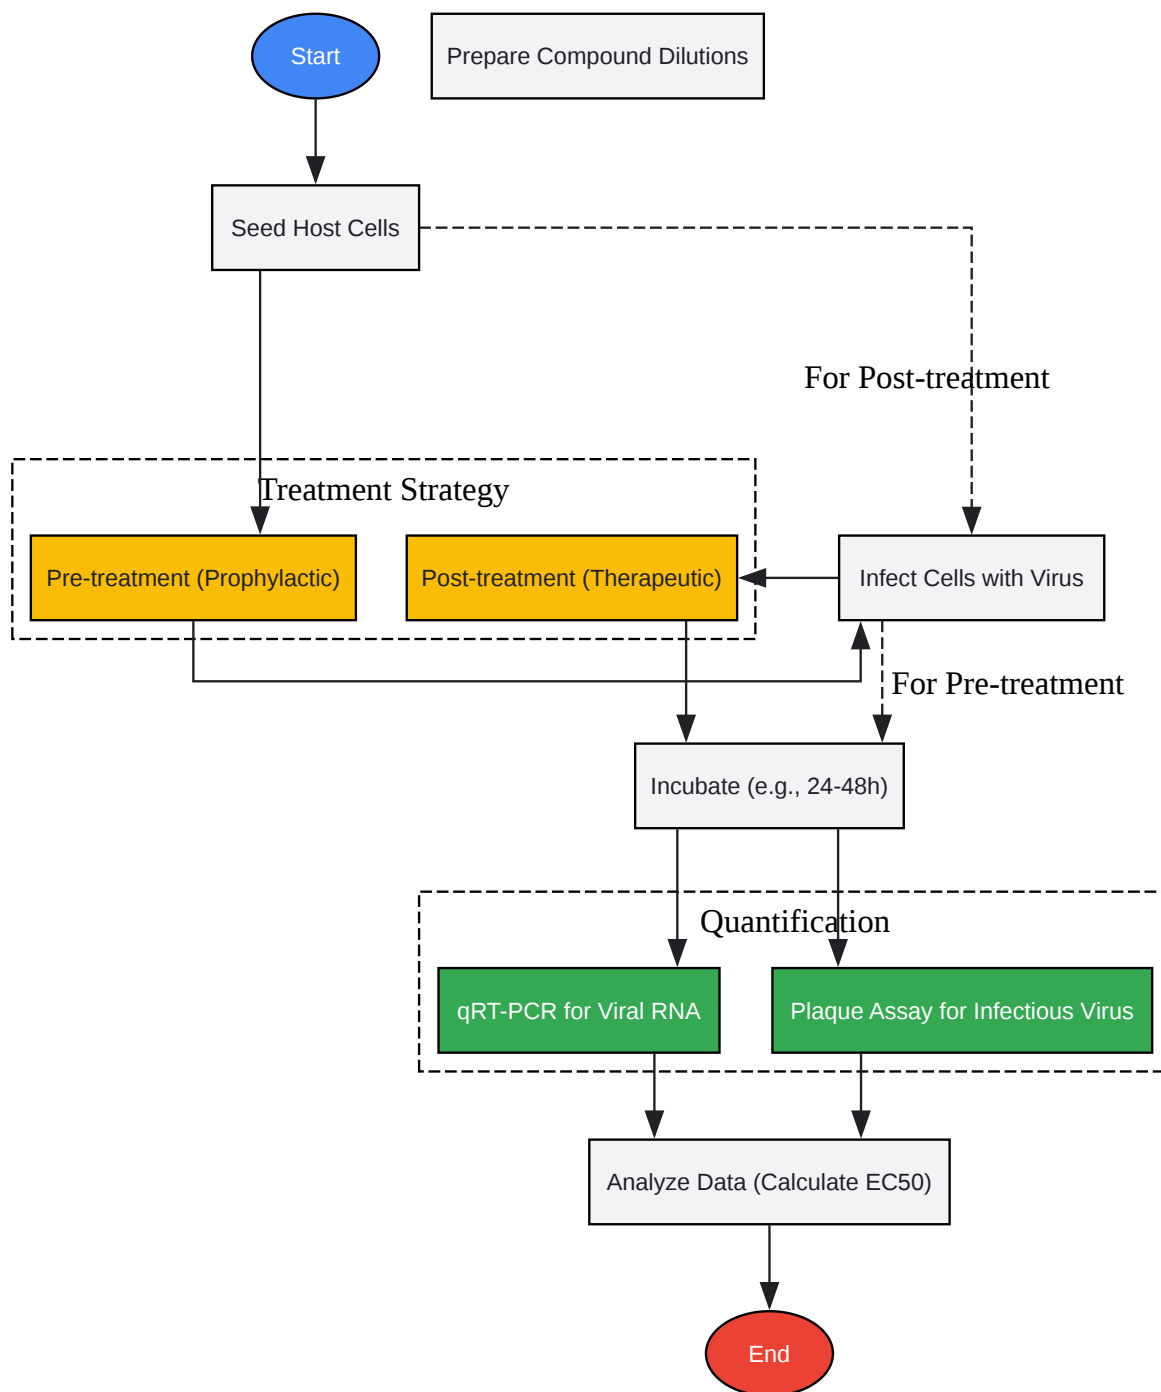 Start
Prepare Compound Dilutions
Seed Host Cells
For Post-treatment
Treatment Strategy
Pre-treatment (Prophylactic)
Post-treatment (Therapeutic)
Infect Cells with Virus
For Pre-treatment
Incubate (e.g., 24-48h)
Quantification
qRT-PCR for Viral RNA
Plaque Assay for Infectious Virus
Analyze Data (Calculate EC50)
End